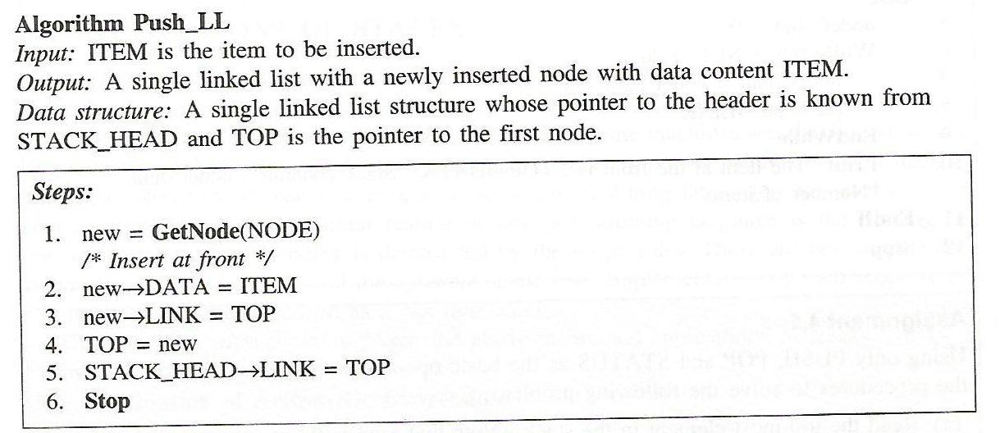 Algorithm Push_LL
Input: ITEM is the item to be inserted.
Output: A single linked list with a newly inserted node with data content ITEM.
Data structure: A single linked list structure whose pointer to the header is known from
STACK_HEAD and TOP is the pointer to the first node.
Steps:
1. new = GetNode(NODE)
/* Insert at front */
2. new→DATA = ITEM
3. new→LINK = TOP
4. TOP = new
5. STACK_HEAD→LINK = TOP
6. Stop